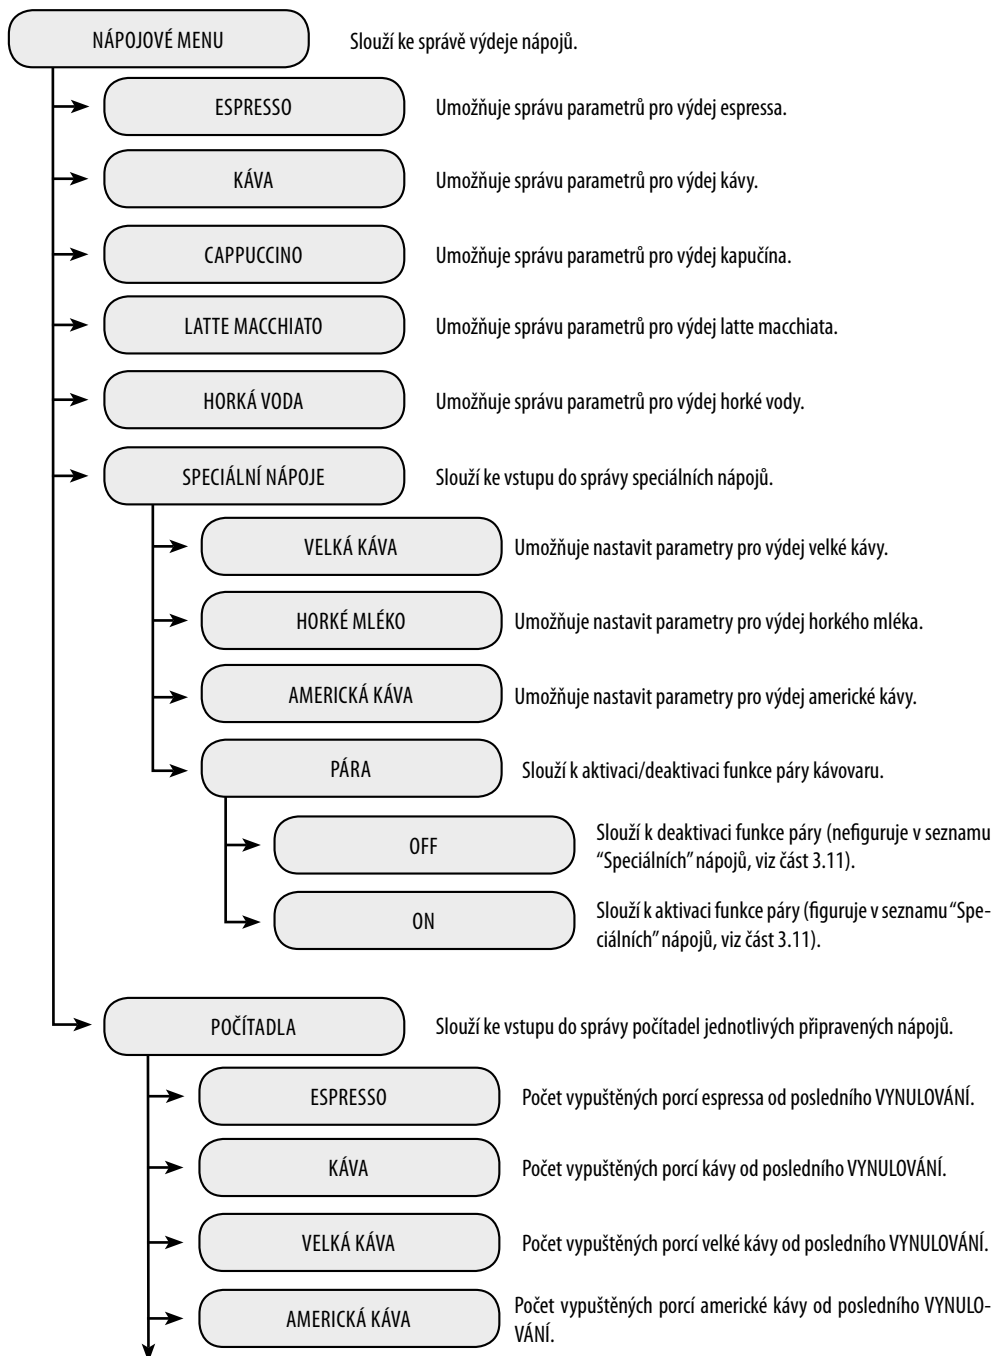 NÁPOJOVÉ MENU
Slouží ke správě výdeje nápojů.
ESPRESSO
Umožňuje správu parametrů pro výdej espressa.
KÁVA
Umožňuje správu parametrů pro výdej kávy.
CAPPUCCINO
Umožňuje správu parametrů pro výdej kapučína.
LATTE MACCHIATO
Umožňuje správu parametrů pro výdej latte macchiata.
HORKÁ VODA
Umožňuje správu parametrů pro výdej horké vody.
SPECIÁLNÍ NÁPOJE
Slouží ke vstupu do správy speciálních nápojů.
VELKÁ KÁVA
Umožňuje nastavit parametry pro výdej velké kávy.
HORKÉ MLÉKO
Umožňuje nastavit parametry pro výdej horkého mléka.
AMERICKÁ KÁVA
Umožňuje nastavit parametry pro výdej americké kávy.
PÁRA
Slouží k aktivaci/deaktivaci funkce páry kávovaru.
OFF
Slouží k deaktivaci funkce páry (nefiguruje v seznamu
“Speciálních” nápojů, viz část 3.11).
ON
Slouží k aktivaci funkce páry (figuruje v seznamu “Spe-
ciálních” nápojů, viz část 3.11).
POČÍTADLA
Slouží ke vstupu do správy počítadel jednotlivých připravených nápojů.
ESPRESSO
Počet vypuštěných porcí espressa od posledního VYNULOVÁNÍ.
KÁVA
Počet vypuštěných porcí kávy od posledního VYNULOVÁNÍ.
VELKÁ KÁVA
Počet vypuštěných porcí velké kávy od posledního VYNULOVÁNÍ.
AMERICKÁ KÁVA
Počet vypuštěných porcí americké kávy od posledního VYNULO-
VÁNÍ.